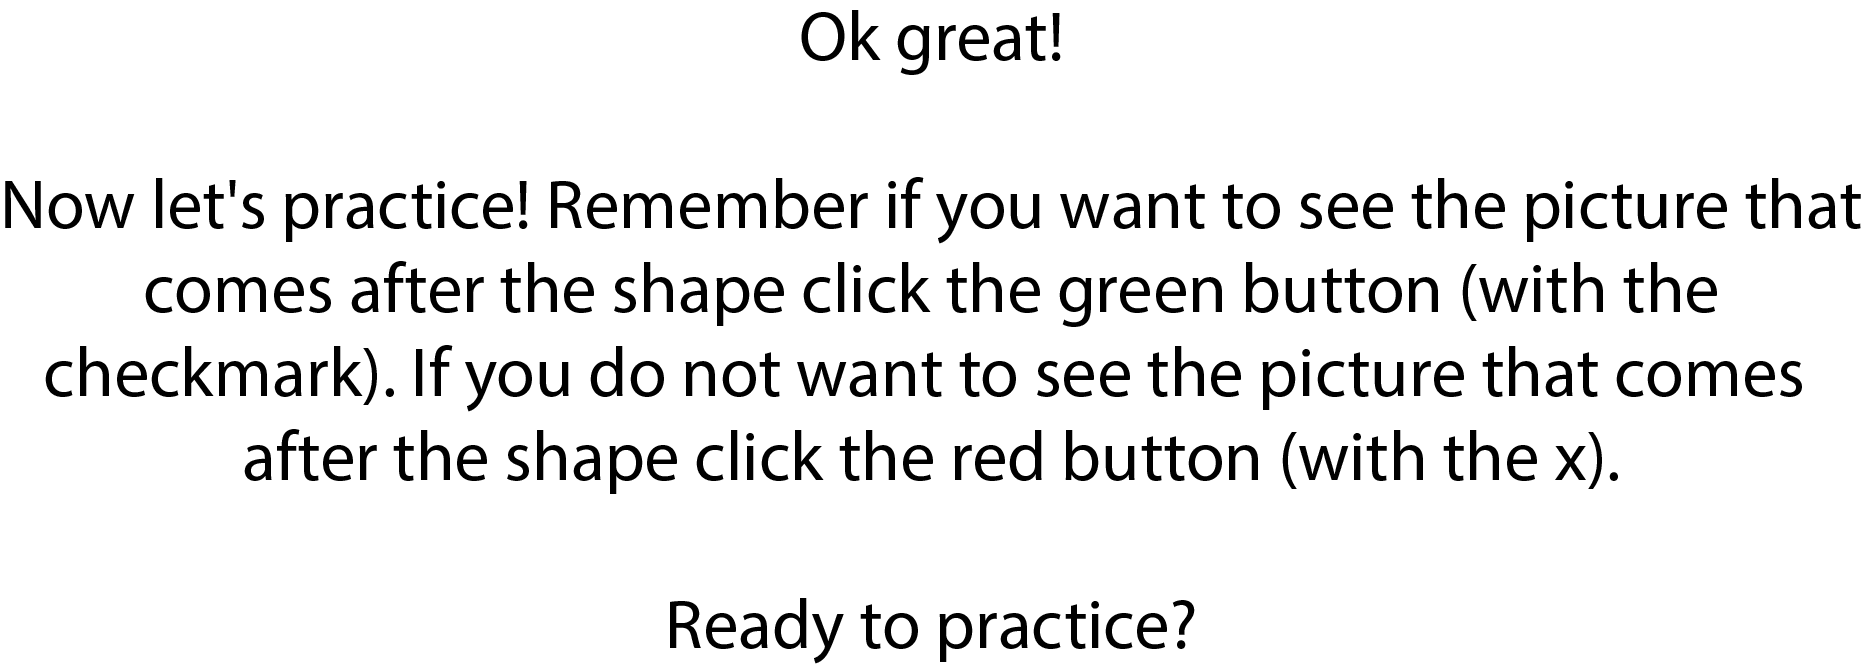 Ok great!
Now let's practice! Remember if you want to see the picture that
comes after the shape click the green button (with the
checkmark). If you do not want to see the picture that comes
after the shape click the red button (with the x).
Ready to practice?